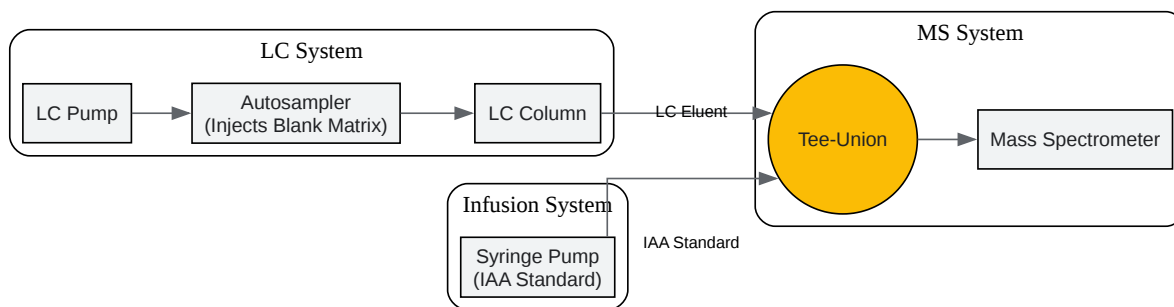 LC System
LC Pump
Autosampler
(Injects Blank Matrix)
LC Column
LC Eluent
MS System
Tee-Union
Mass Spectrometer
Infusion System
Syringe Pump
(IAA Standard)
IAA Standard